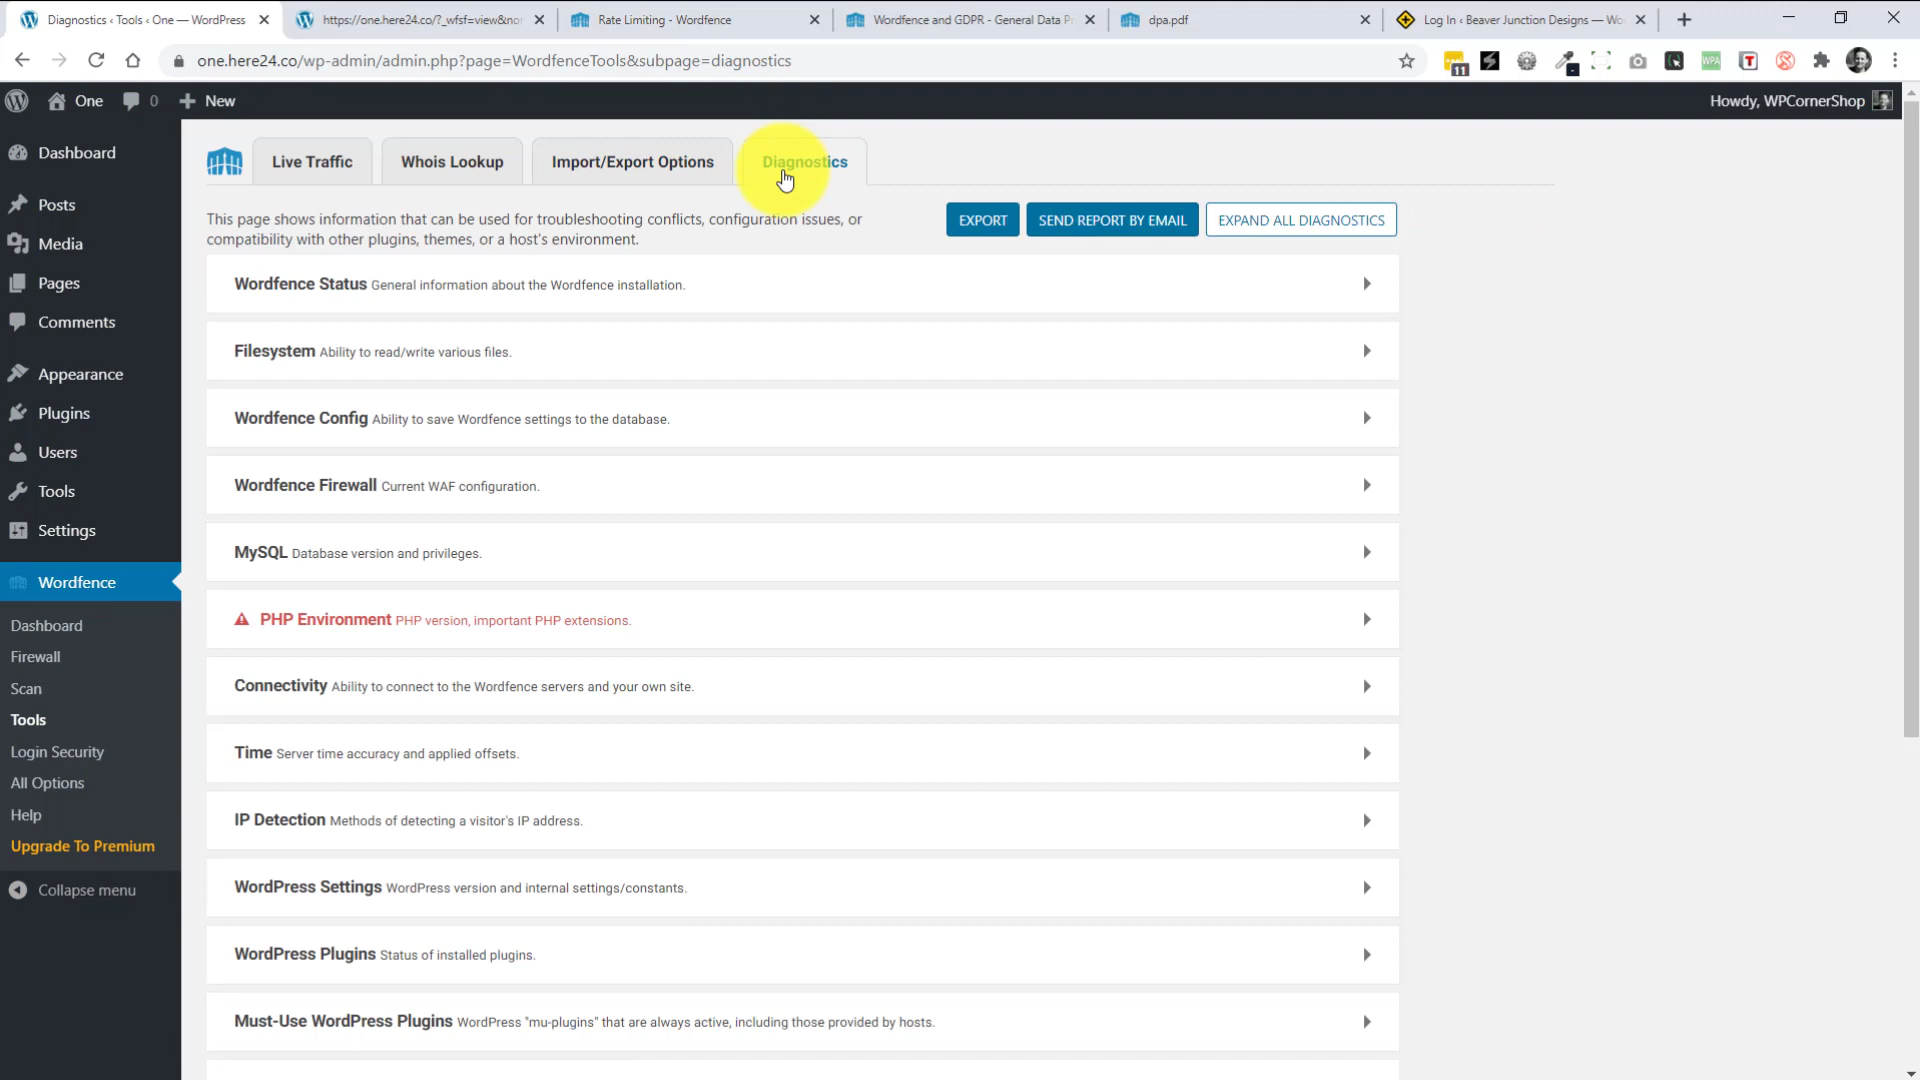 Diagnostics ‹ Tools ‹ One — WordPress
https://one.here24.co/?_wfsf=view&nor
Rate Limiting - Wordfence
Wordfence and GDPR - General Data P
dpa.pdf
Log In ‹ Beaver Junction Designs — Wo
one.here24.co/wp-admin/admin.php?page=WordfenceTools&subpage=diagnostics
11
WPA
T
One
0
New
Howdy, WPCornerShop
Dashboard
Posts
Media
Pages
Comments
Appearance
Plugins
Users
Tools
Settings
Wordfence
Dashboard
Firewall
Scan
Tools
Login Security
All Options
Help
Upgrade To Premium
Collapse menu
Live Traffic
Whois Lookup
Import/Export Options
Diagnostics
This page shows information that can be used for troubleshooting conflicts, configuration issues, or
compatibility with other plugins, themes, or a host's environment.
EXPORT
SEND REPORT BY EMAIL
EXPAND ALL DIAGNOSTICS
Wordfence Status General information about the Wordfence installation.
Filesystem Ability to read/write various files.
Wordfence Config Ability to save Wordfence settings to the database.
Wordfence Firewall Current WAF configuration.
MySQL Database version and privileges.
PHP Environment PHP version, important PHP extensions.
Connectivity Ability to connect to the Wordfence servers and your own site.
Time Server time accuracy and applied offsets.
IP Detection Methods of detecting a visitor's IP address.
WordPress Settings WordPress version and internal settings/constants.
WordPress Plugins Status of installed plugins.
Must-Use WordPress Plugins WordPress "mu-plugins" that are always active, including those provided by hosts.